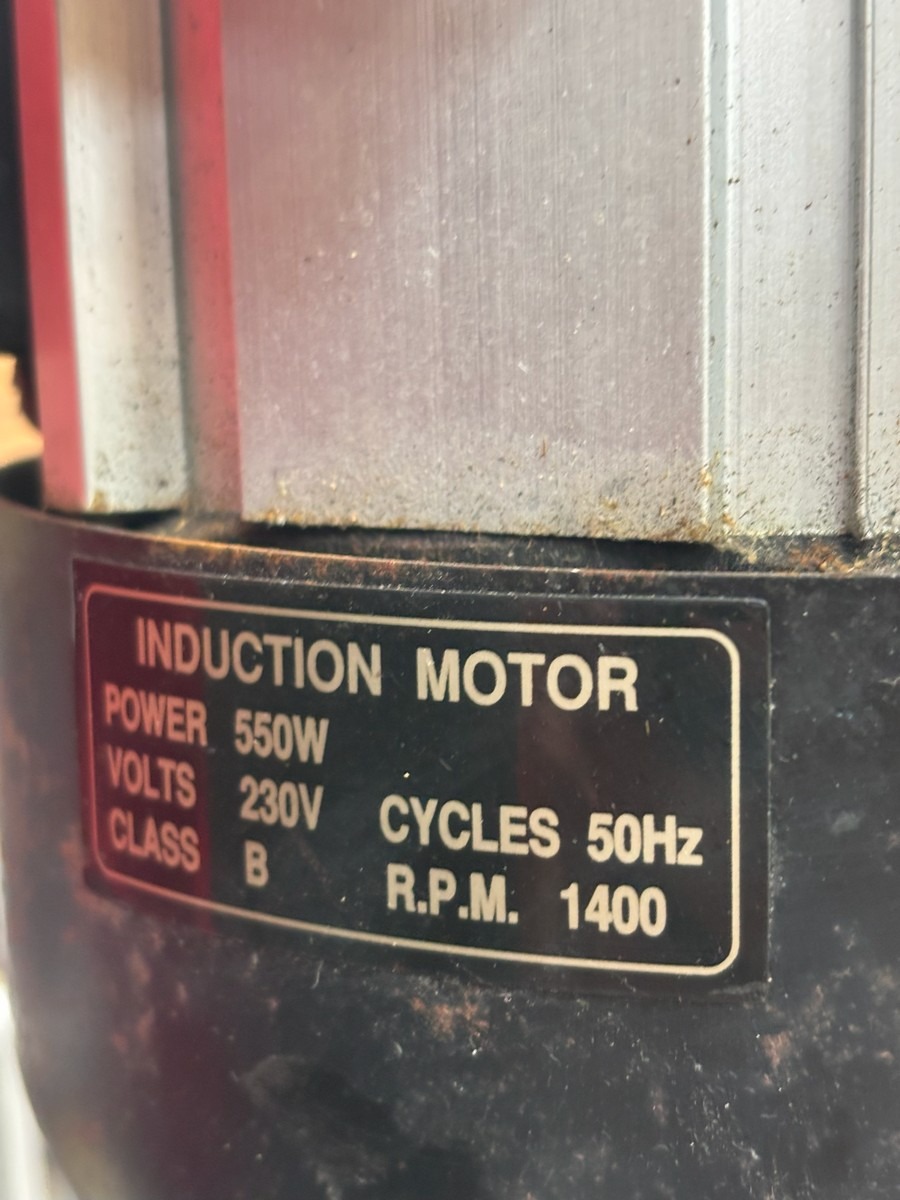 INDUCTION MOTOR
POWER 550W
VOLTS 230V CYCLES 50Hz
CLASS B R.P.M. 1400